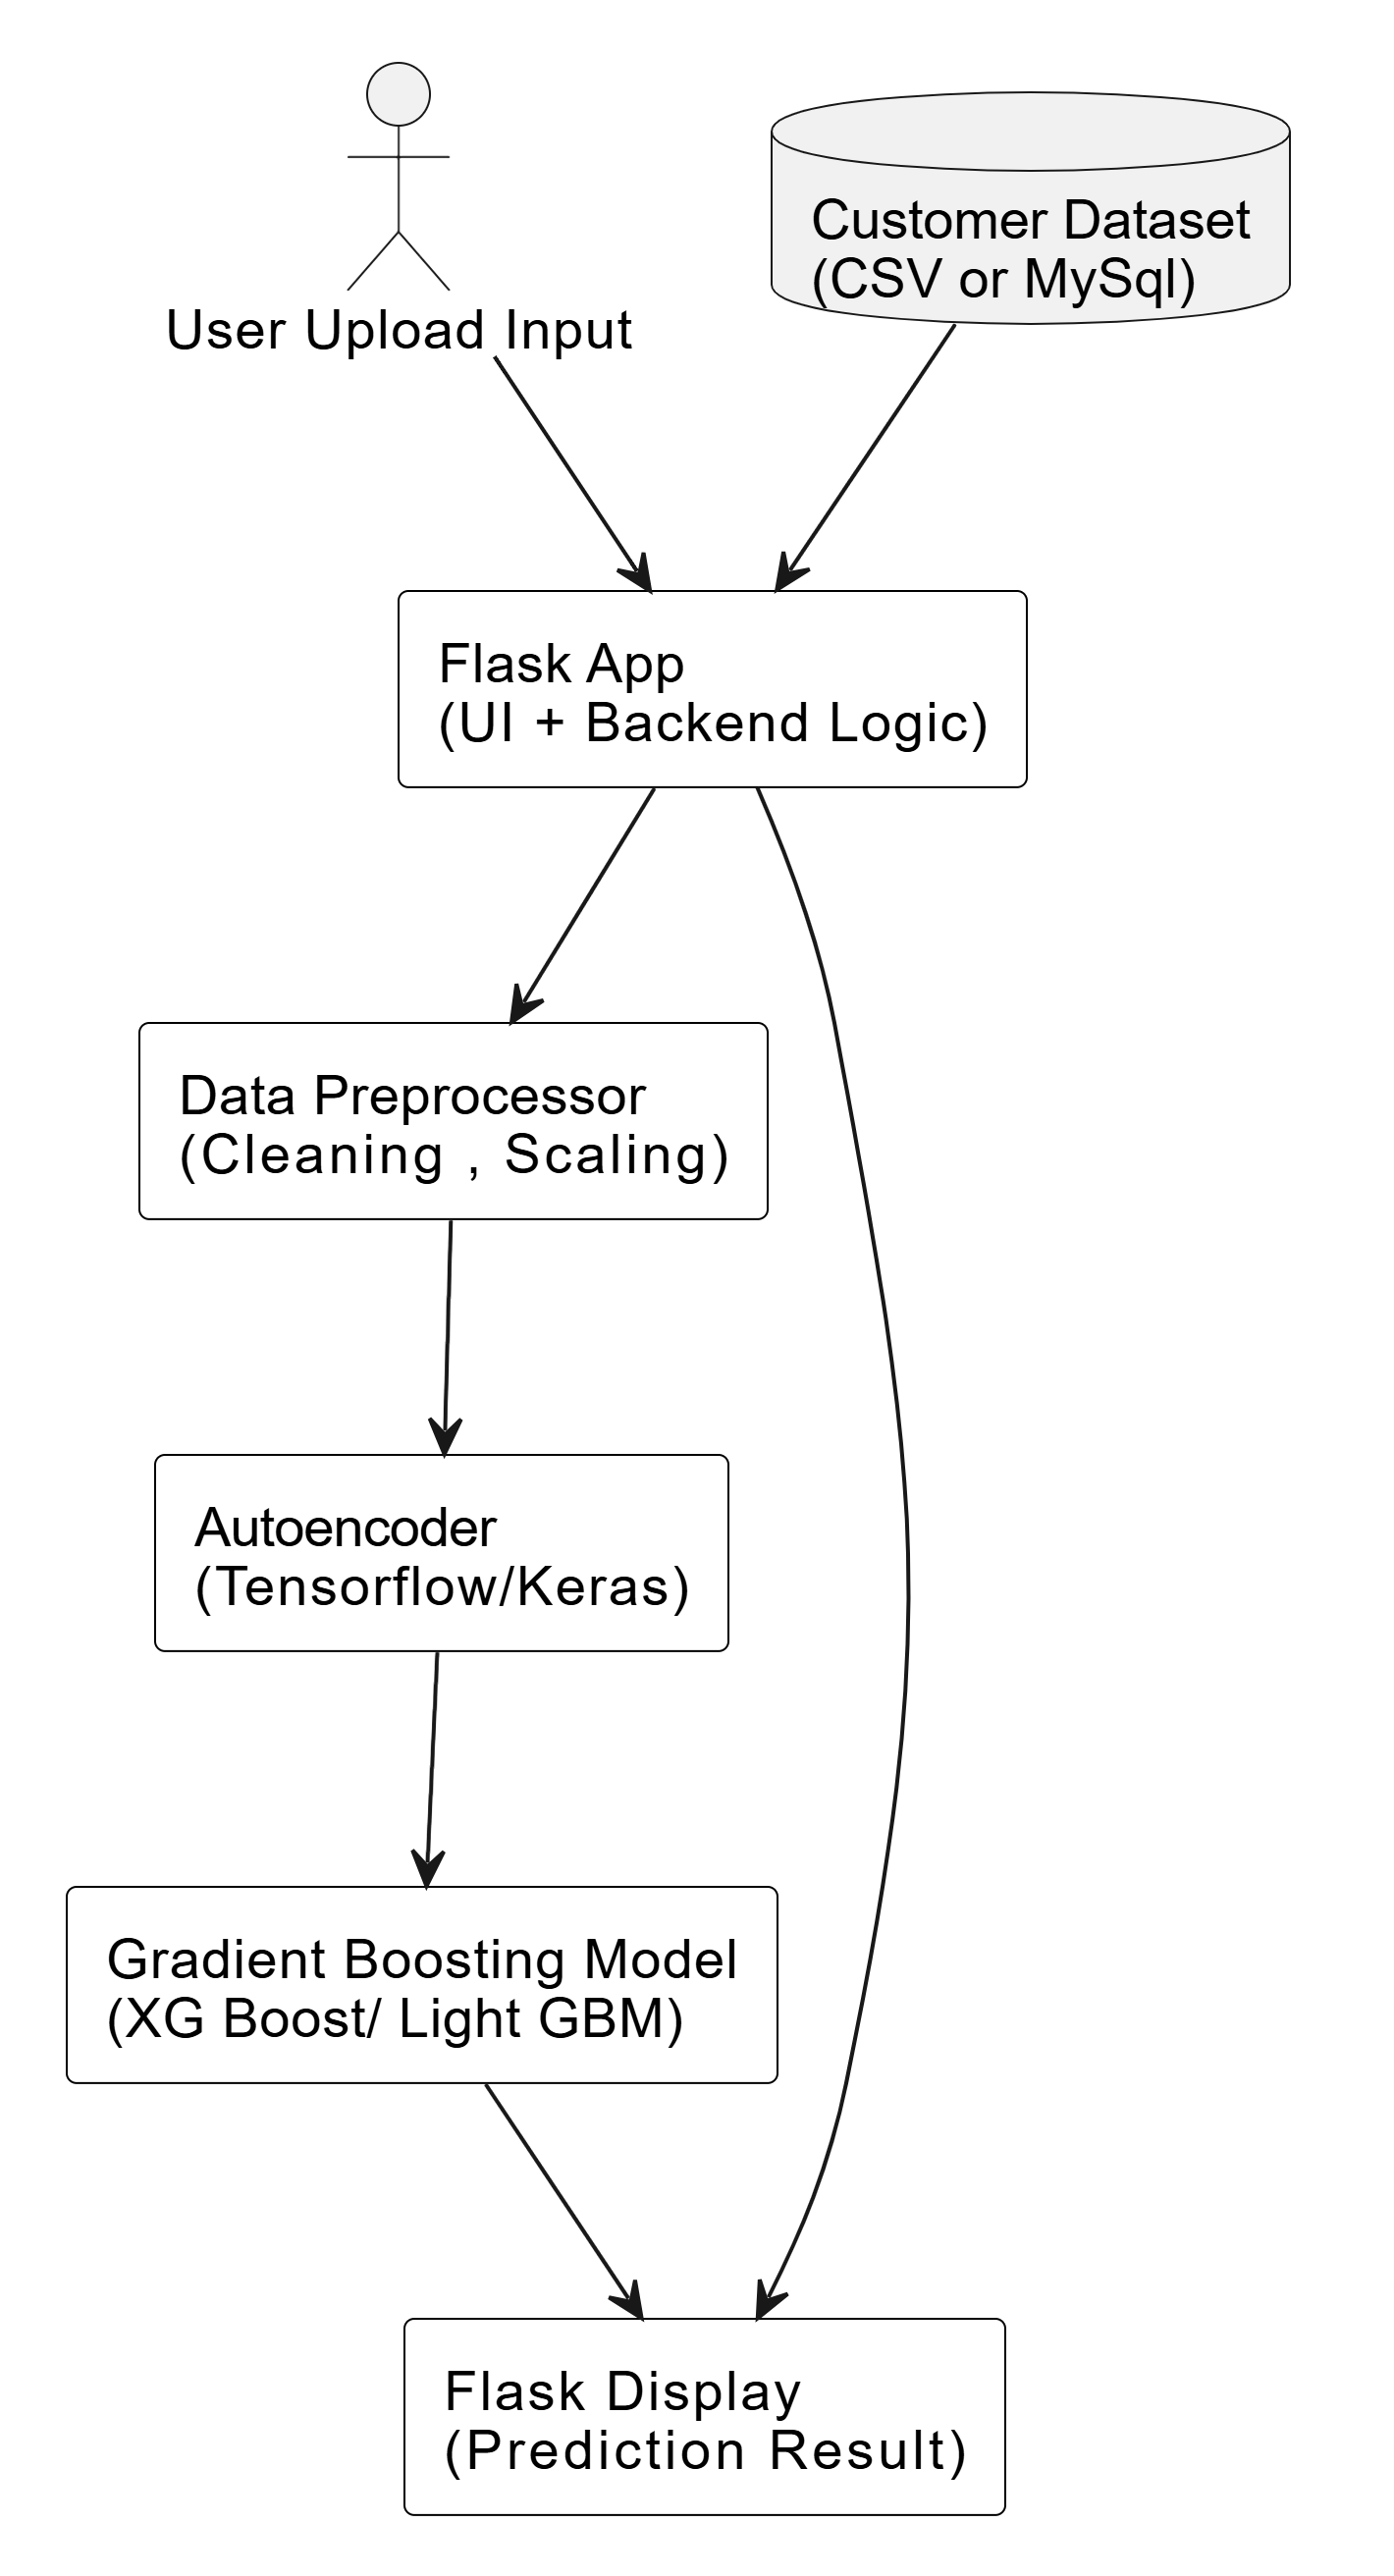 User Upload Input
Customer Dataset
(CSV or MySql)
Flask App
(UI + Backend Logic)
Data Preprocessor
(Cleaning , Scaling)
Autoencoder
(Tensorflow/Keras)
Gradient Boosting Model
(XG Boost/ Light GBM)
Flask Display
(Prediction Result)